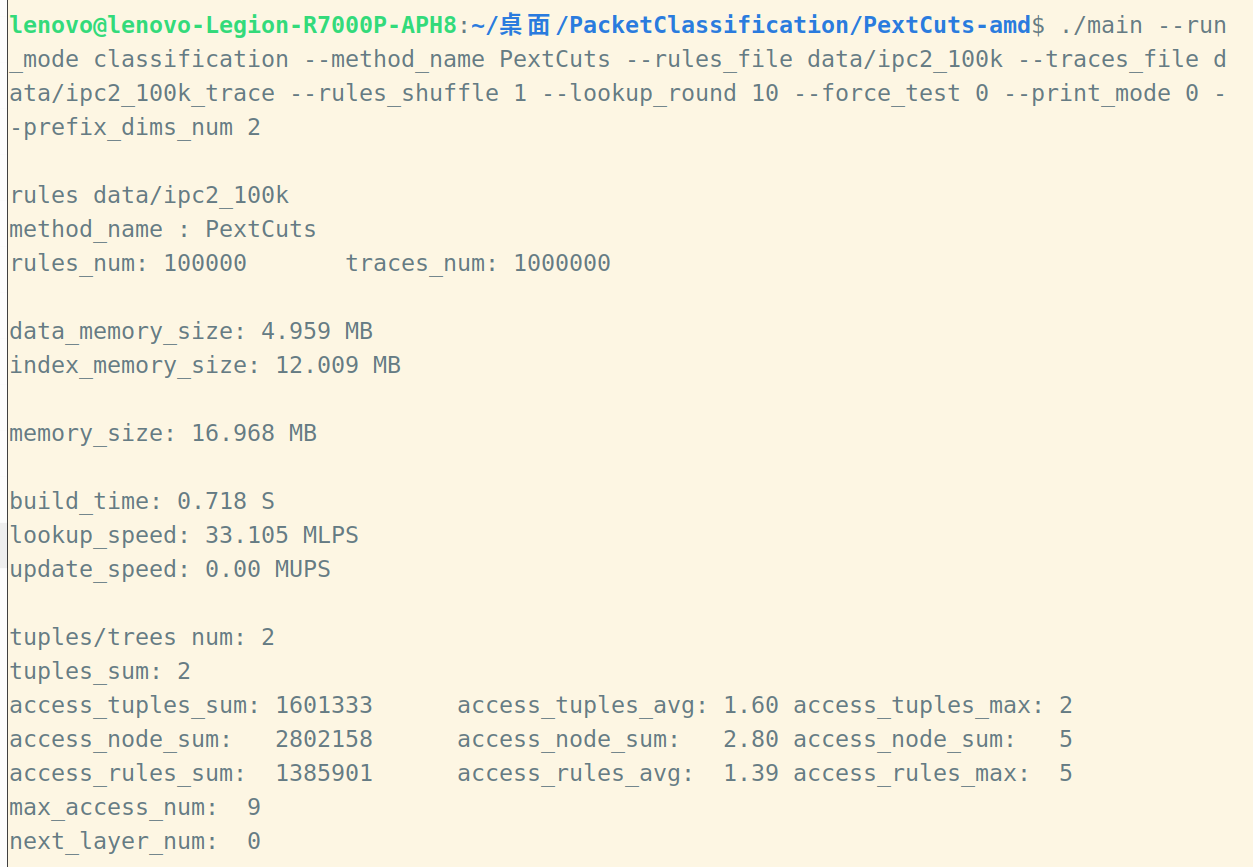 lenovo@lenovo-Legion-R7000P-APH8:~/桌面/PacketClassification/PextCuts-amd$ ./main --run
_mode classification --method_name PextCuts --rules_file data/ipc2_100k --traces_file d
ata/ipc2_100k_trace --rules_shuffle 1 --lookup_round 10 --force_test 0 --print_mode 0 -
-prefix_dims_num 2
rules data/ipc2_100k
method_name : PextCuts
rules_num: 100000       traces_num: 1000000
data_memory_size: 4.959 MB
index_memory_size: 12.009 MB
memory_size: 16.968 MB
build_time: 0.718 S
lookup_speed: 33.105 MLPS
update_speed: 0.00 MUPS
tuples/trees num: 2
tuples_sum: 2
access_tuples_sum: 1601333      access_tuples_avg: 1.60 access_tuples_max: 2
access_node_sum:   2802158      access_node_sum:   2.80 access_node_sum:   5
access_rules_sum:  1385901      access_rules_avg:  1.39 access_rules_max:  5
max_access_num:  9
next_layer_num:  0